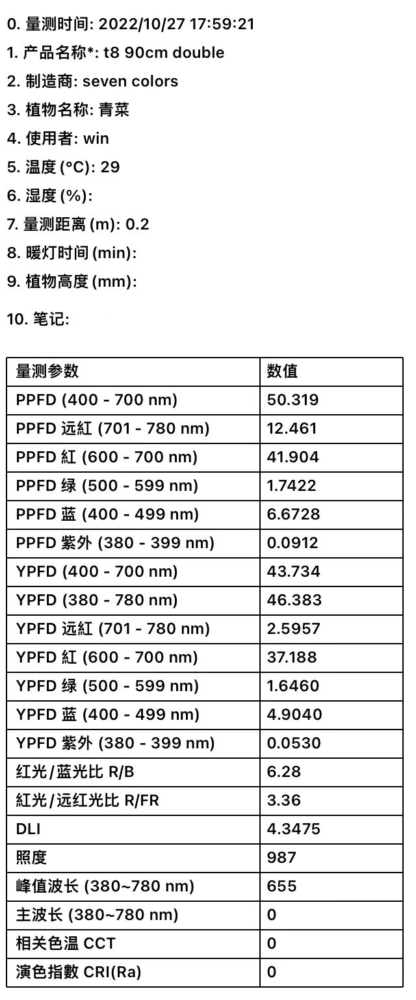 0. 量测时间: 2022/10/27 17:59:21
1. 产品名称*: t8 90cm double
2. 制造商: seven colors
3. 植物名称: 青菜
4. 使用者: win
5. 温度(°C): 29
6. 湿度(%):
7. 量测距离(m): 0.2
8. 暖灯时间(min):
9. 植物高度(mm):
10. 笔记:
量测参数 数值
PPFD (400 - 700 nm) 50.319
PPFD 远紅 (701 - 780 nm) 12.461
PPFD 紅 (600 - 700 nm) 41.904
PPFD 绿 (500 - 599 nm) 1.7422
PPFD 蓝 (400 - 499 nm) 6.6728
PPFD 紫外 (380 - 399 nm) 0.0912
YPFD (400 - 700 nm) 43.734
YPFD (380 - 780 nm) 46.383
YPFD 远紅 (701 - 780 nm) 2.5957
YPFD 紅 (600 - 700 nm) 37.188
YPFD 绿 (500 - 599 nm) 1.6460
YPFD 蓝 (400 - 499 nm) 4.9040
YPFD 紫外 (380 - 399 nm) 0.0530
红光/蓝光比 R/B 6.28
紅光/远红光比 R/FR 3.36
DLI 4.3475
照度 987
峰值波长 (380~780 nm) 655
主波长 (380~780 nm) 0
相关色温 CCT 0
演色指數 CRI(Ra) 0